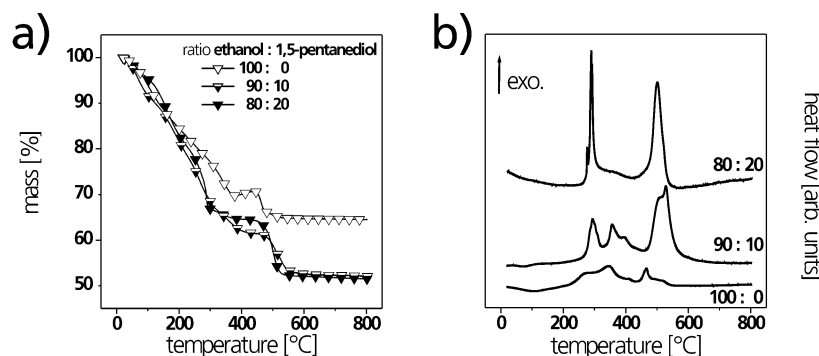 a)
ratio ethanol : 1,5-pentanediol
100 : 0
90 : 10
80 : 20
100
90
80
70
60
50
mass [%]
0 200 400 600 800
temperature [°C]
b)
exo.
80 : 20
90 : 10
100 : 0
0 200 400 600 800
temperature [°C]
heat flow [arb. units]